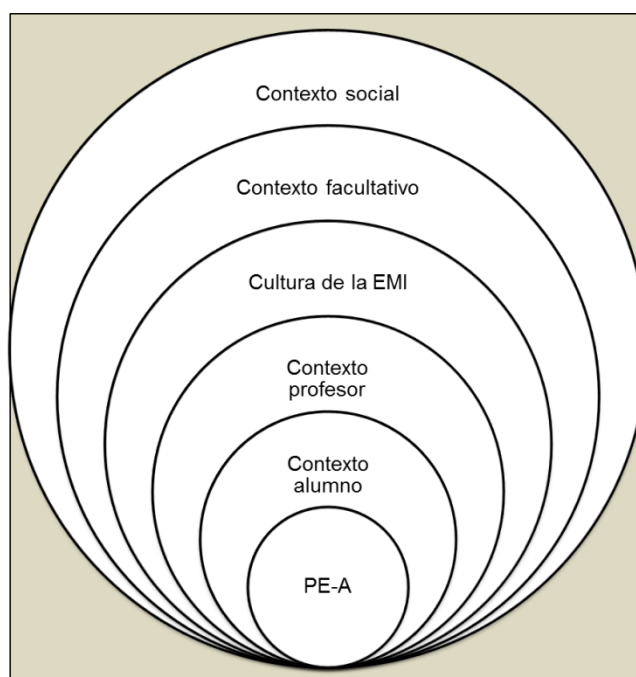 Contexto social
Contexto facultativo
Cultura de la EMI
Contexto
profesor
Contexto
alumno
PE-A